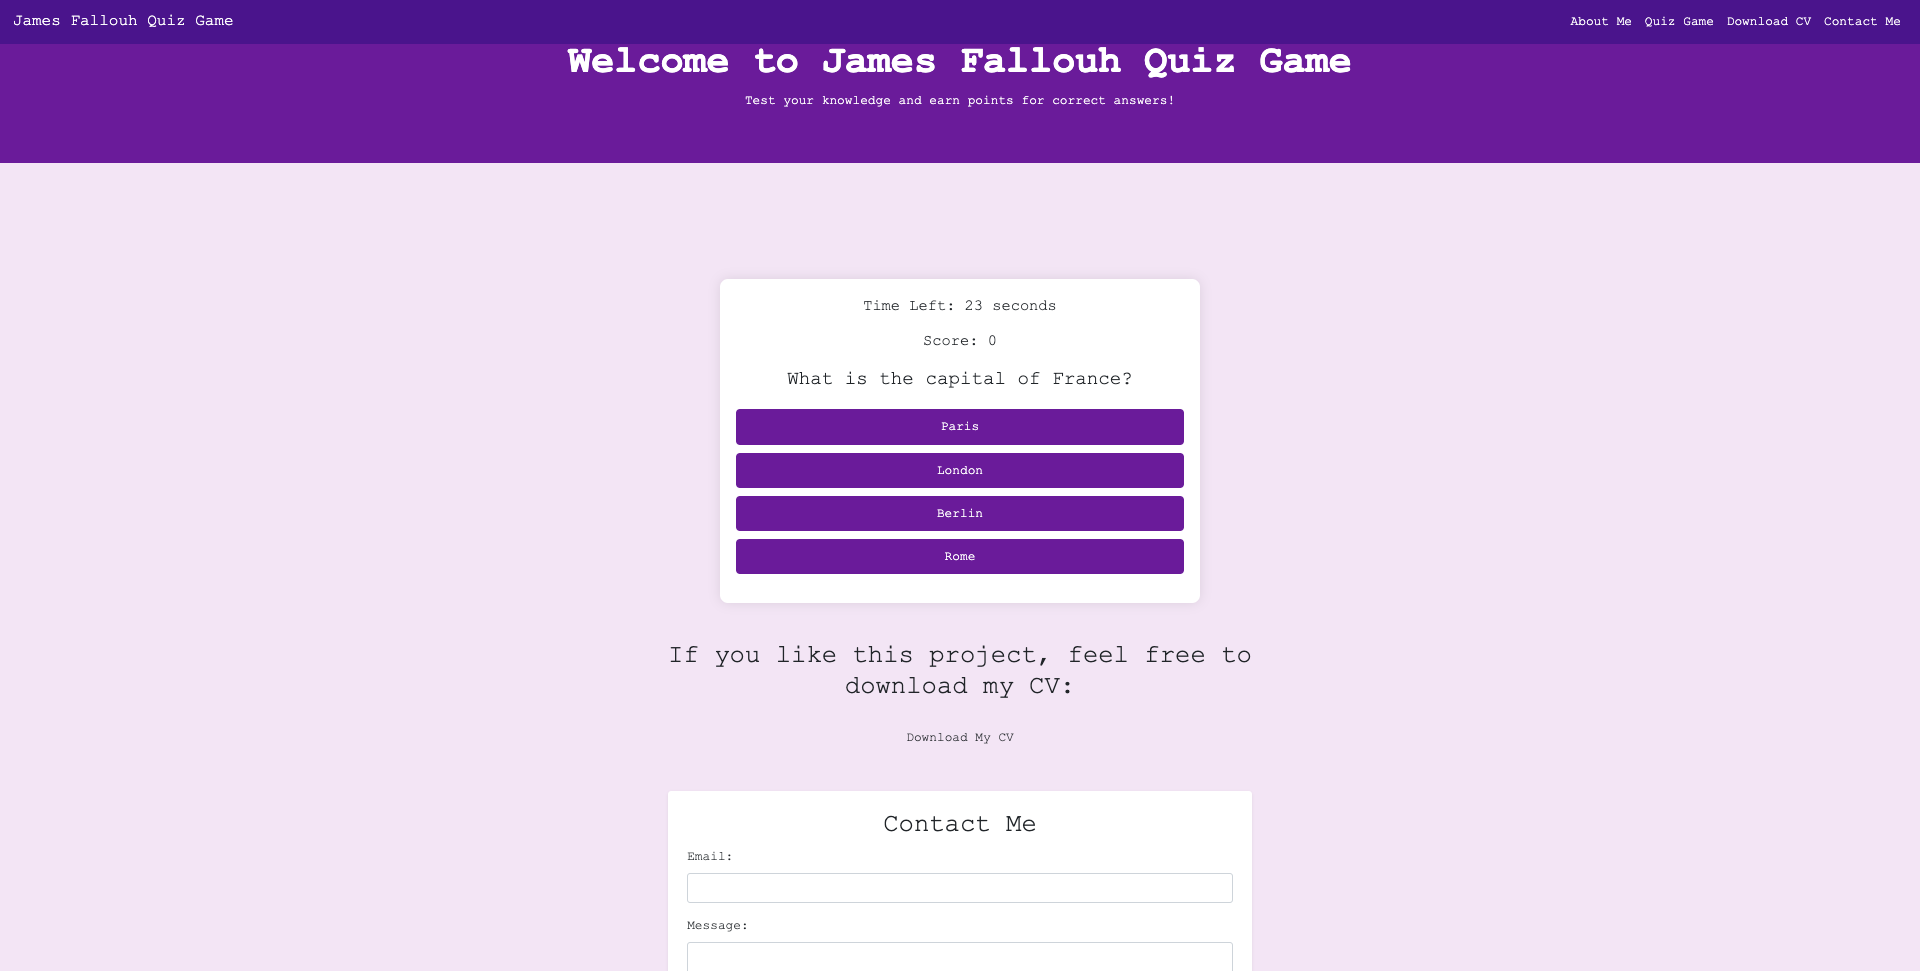 James Fallouh Quiz Game
About Me Quiz Game Download CV Contact Me
Welcome to James Fallouh Quiz Game
Test your knowledge and earn points for correct answers!
Time Left: 23 seconds
Score: 0
What is the capital of France?
Paris
London
Berlin
Rome
If you like this project, feel free to
download my CV:
Download My CV
Contact Me
Email:
Message: